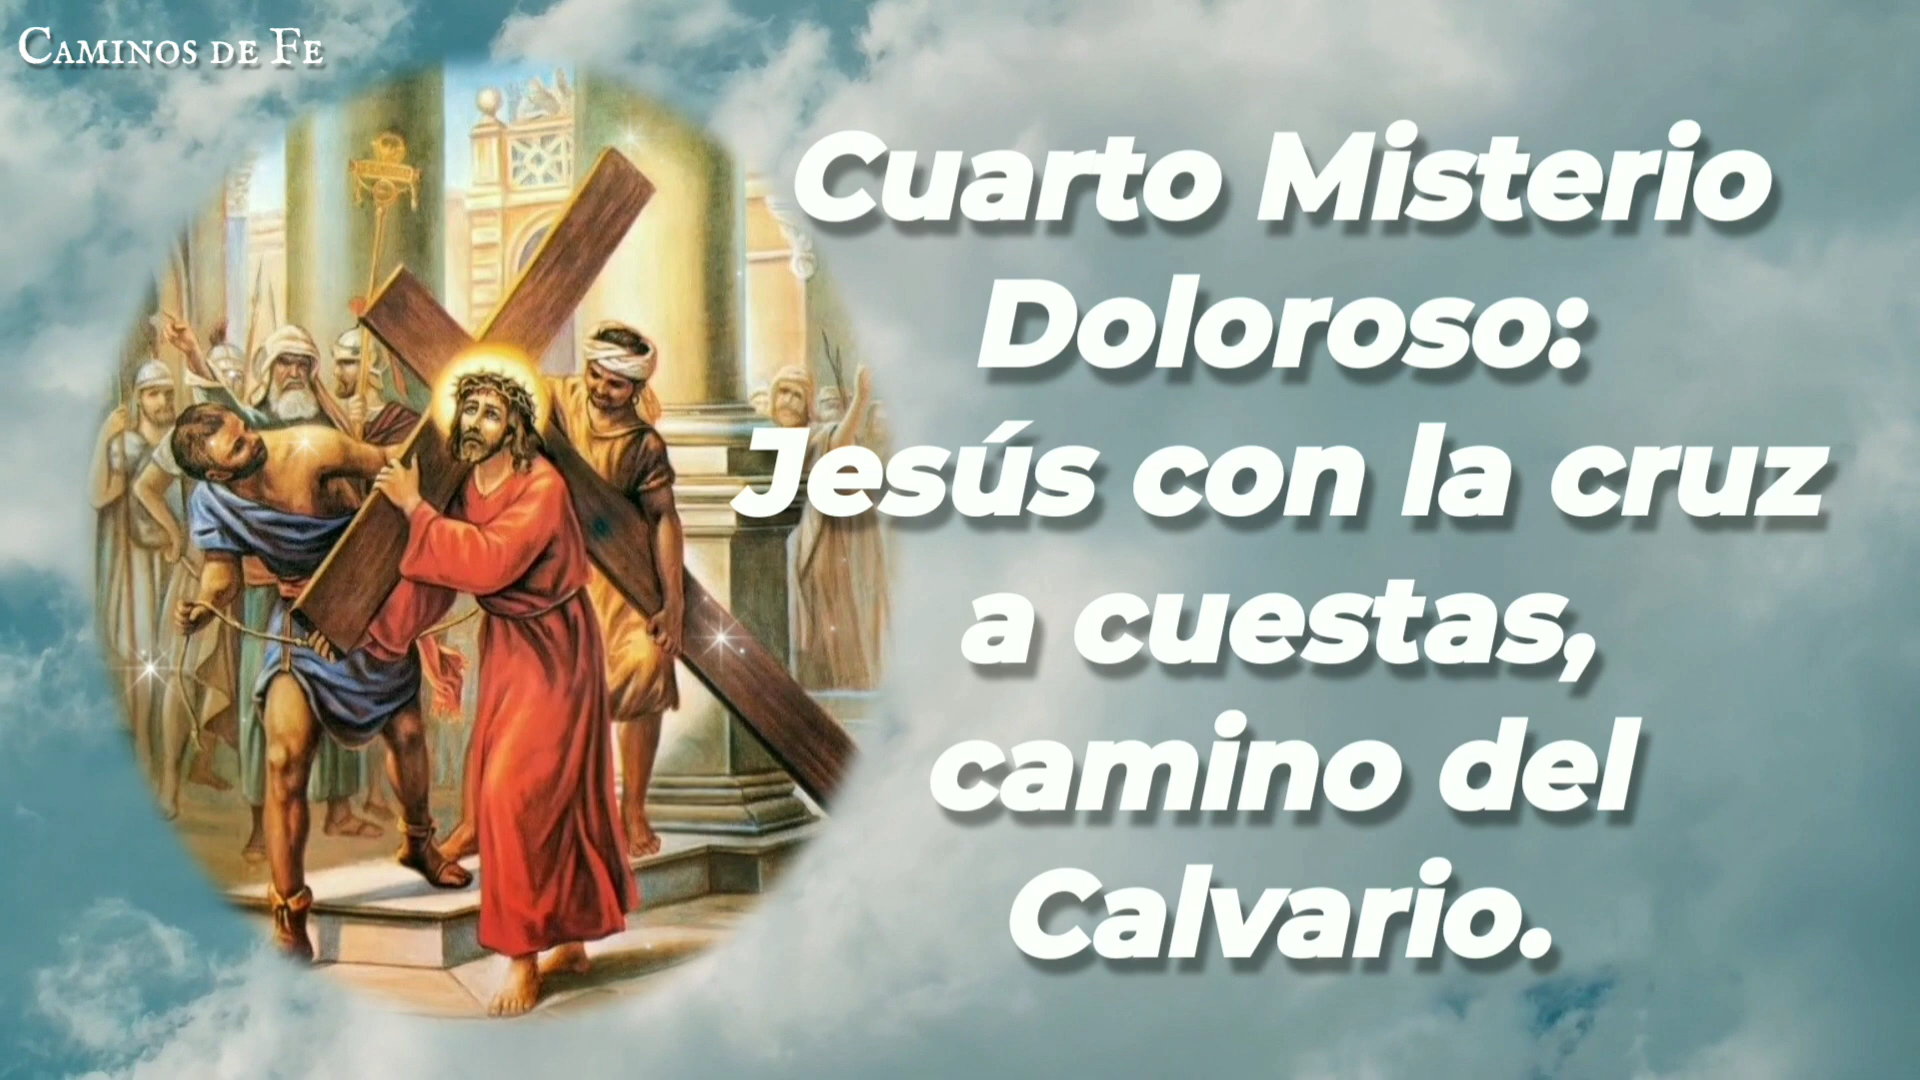 Caminos de Fe
Cuarto Misterio
Doloroso:
Jesús con la cruz
a cuestas,
camino del
Calvario.